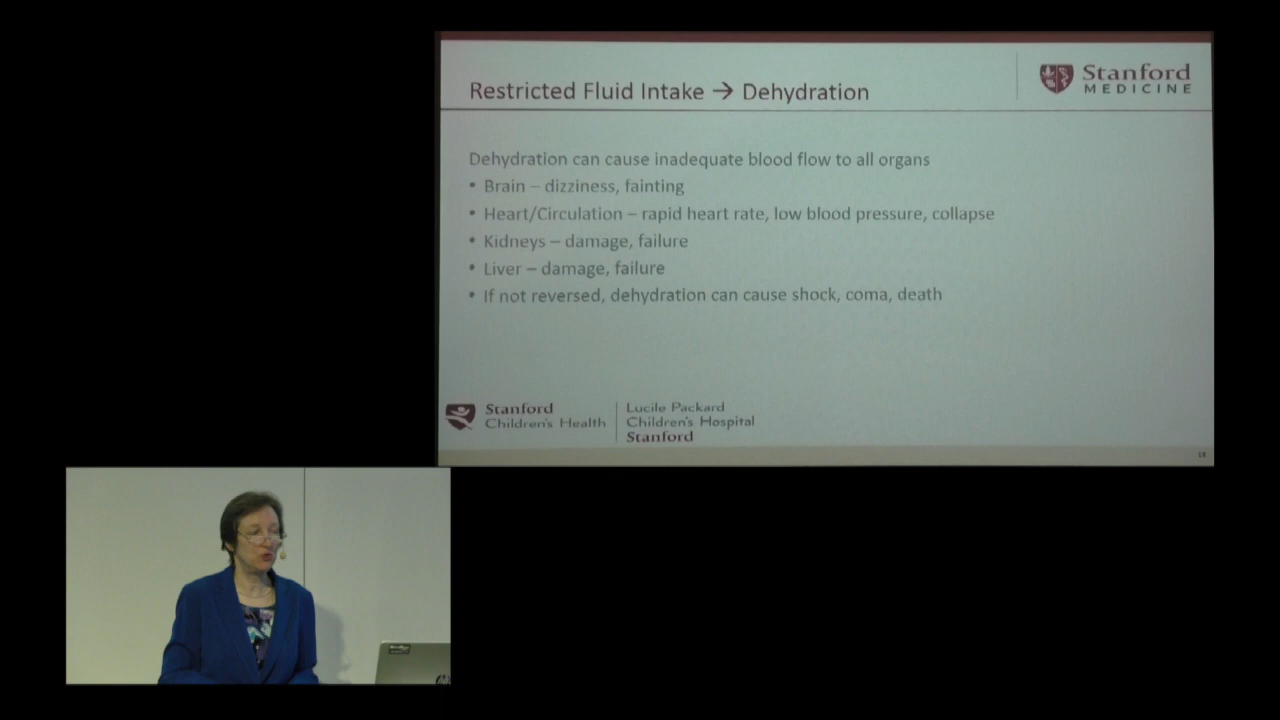 Restricted Fluid Intake → Dehydration
Stanford
MEDICINE
Dehydration can cause inadequate blood flow to all organs
• Brain – dizziness, fainting
• Heart/Circulation – rapid heart rate, low blood pressure, collapse
• Kidneys – damage, failure
• Liver – damage, failure
• If not reversed, dehydration can cause shock, coma, death
Stanford
Children's Health
Lucile Packard
Children's Hospital
Stanford
18
hp